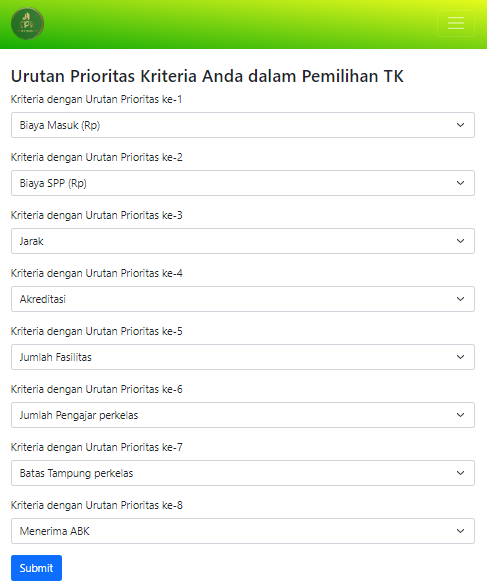 Urutan Prioritas Kriteria Anda dalam Pemilihan TK
Kriteria dengan Urutan Prioritas ke-1
Biaya Masuk (Rp)
Kriteria dengan Urutan Prioritas ke-2
Biaya SPP (Rp)
Kriteria dengan Urutan Prioritas ke-3
Jarak
Kriteria dengan Urutan Prioritas ke-4
Akreditasi
Kriteria dengan Urutan Prioritas ke-5
Jumlah Fasilitas
Kriteria dengan Urutan Prioritas ke-6
Jumlah Pengajar perkelas
Kriteria dengan Urutan Prioritas ke-7
Batas Tampung perkelas
Kriteria dengan Urutan Prioritas ke-8
Menerima ABK
Submit